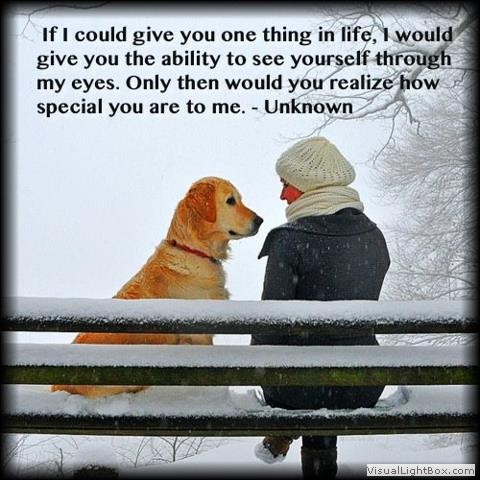 If I could give you one thing in life, I would
give you the ability to see yourself through
my eyes. Only then would you realize how
special you are to me. - Unknown
VisualLightBox.com